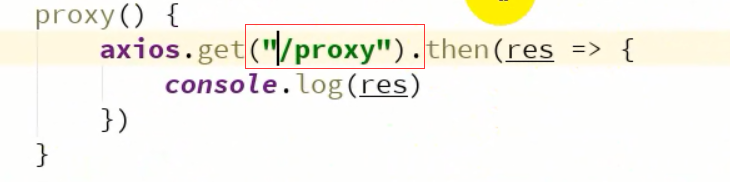 proxy() {
axios.get("/proxy").then(res => {
console.log(res)
})
}